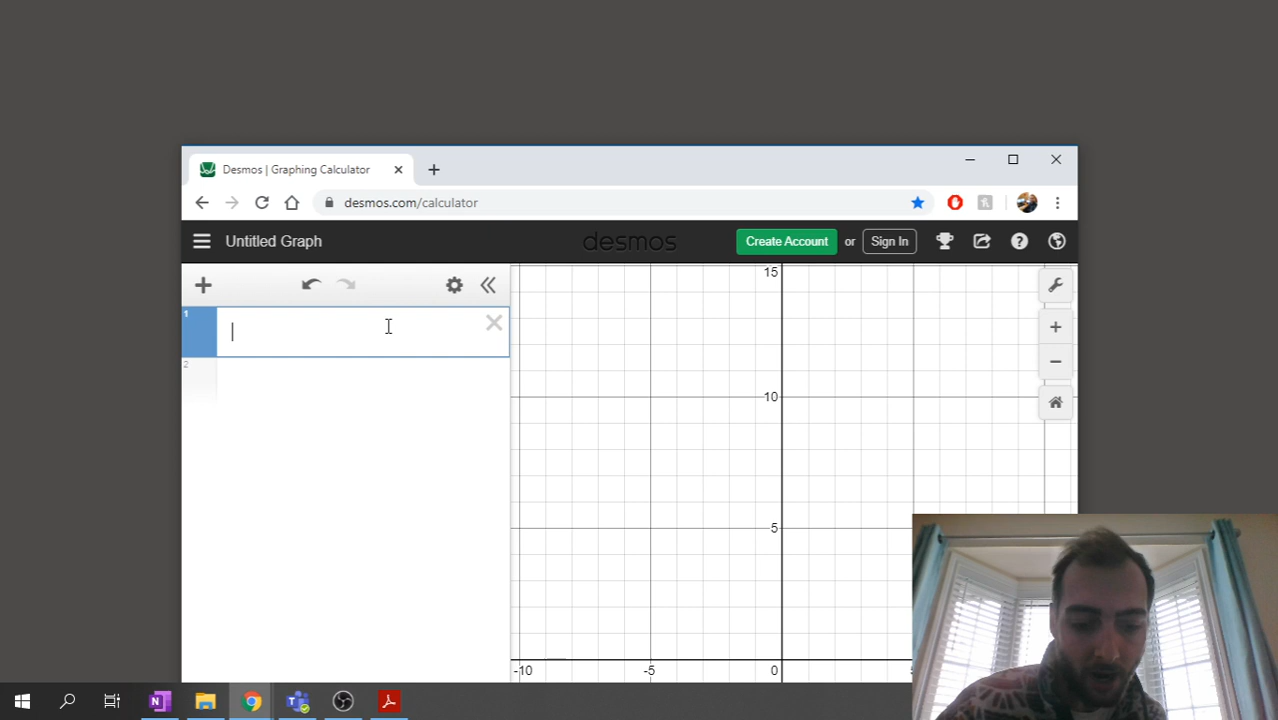 Desmos | Graphing Calculator
desmos.com/calculator
Untitled Graph
desmos
Create Account
or
Sign In
1
2
15
10
5
-10
-5
0